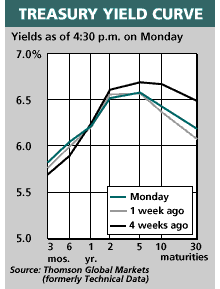 TREASURY YIELD CURVE
Yields as of 4:30 p.m. on Monday
7.0%
6.5
6.0
5.5
5.0
Monday
1 week ago
4 weeks ago
3 6 1 2 5 10 30
mos. yr. maturities
Source: Thomson Global Markets
(formerly Technical Data)